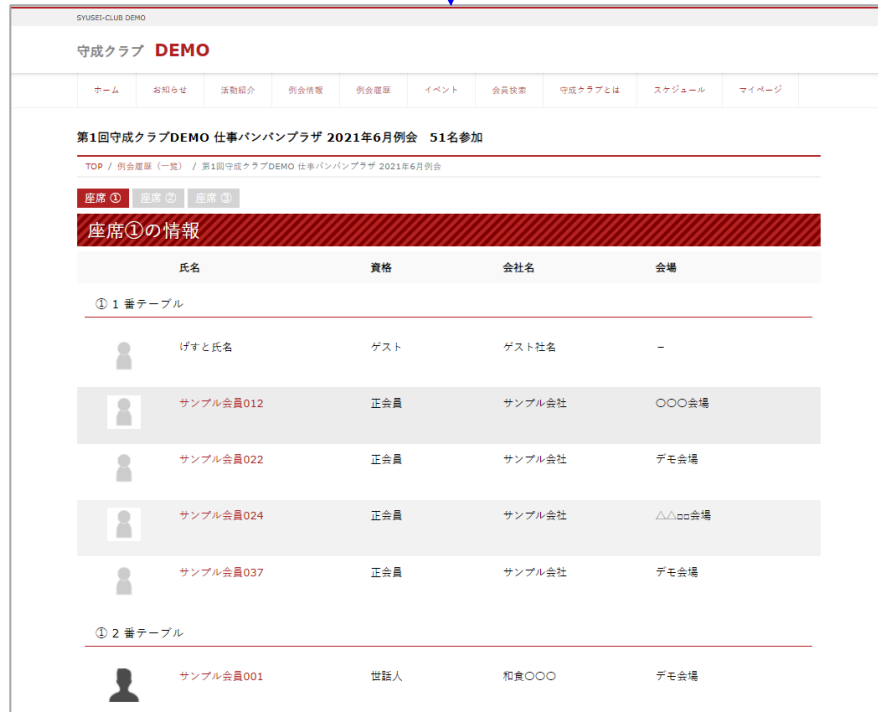 SYUSEI-CLUB DEMO
守成クラブ DEMO
ホーム お知らせ 活動紹介 例会情報 例会履歴 イベント 会員検索 守成クラブとは スケジュール マイページ
第1回守成クラブDEMO 仕事バンバンプラザ 2021年6月例会 51名参加
TOP / 例会履歴（一覧） / 第1回守成クラブDEMO 仕事バンバンプラザ 2021年6月例会
座席 ① 座席 ② 座席 ③
座席①の情報
氏名 資格 会社名 会場
① 1 番テーブル
げすと氏名 ゲスト ゲスト社名 −
サンプル会員012 正会員 サンプル会社 〇〇〇会場
サンプル会員022 正会員 サンプル会社 デモ会場
サンプル会員024 正会員 サンプル会社 △△□□会場
サンプル会員037 正会員 サンプル会社 デモ会場
① 2 番テーブル
サンプル会員001 世話人 和食〇〇〇 デモ会場